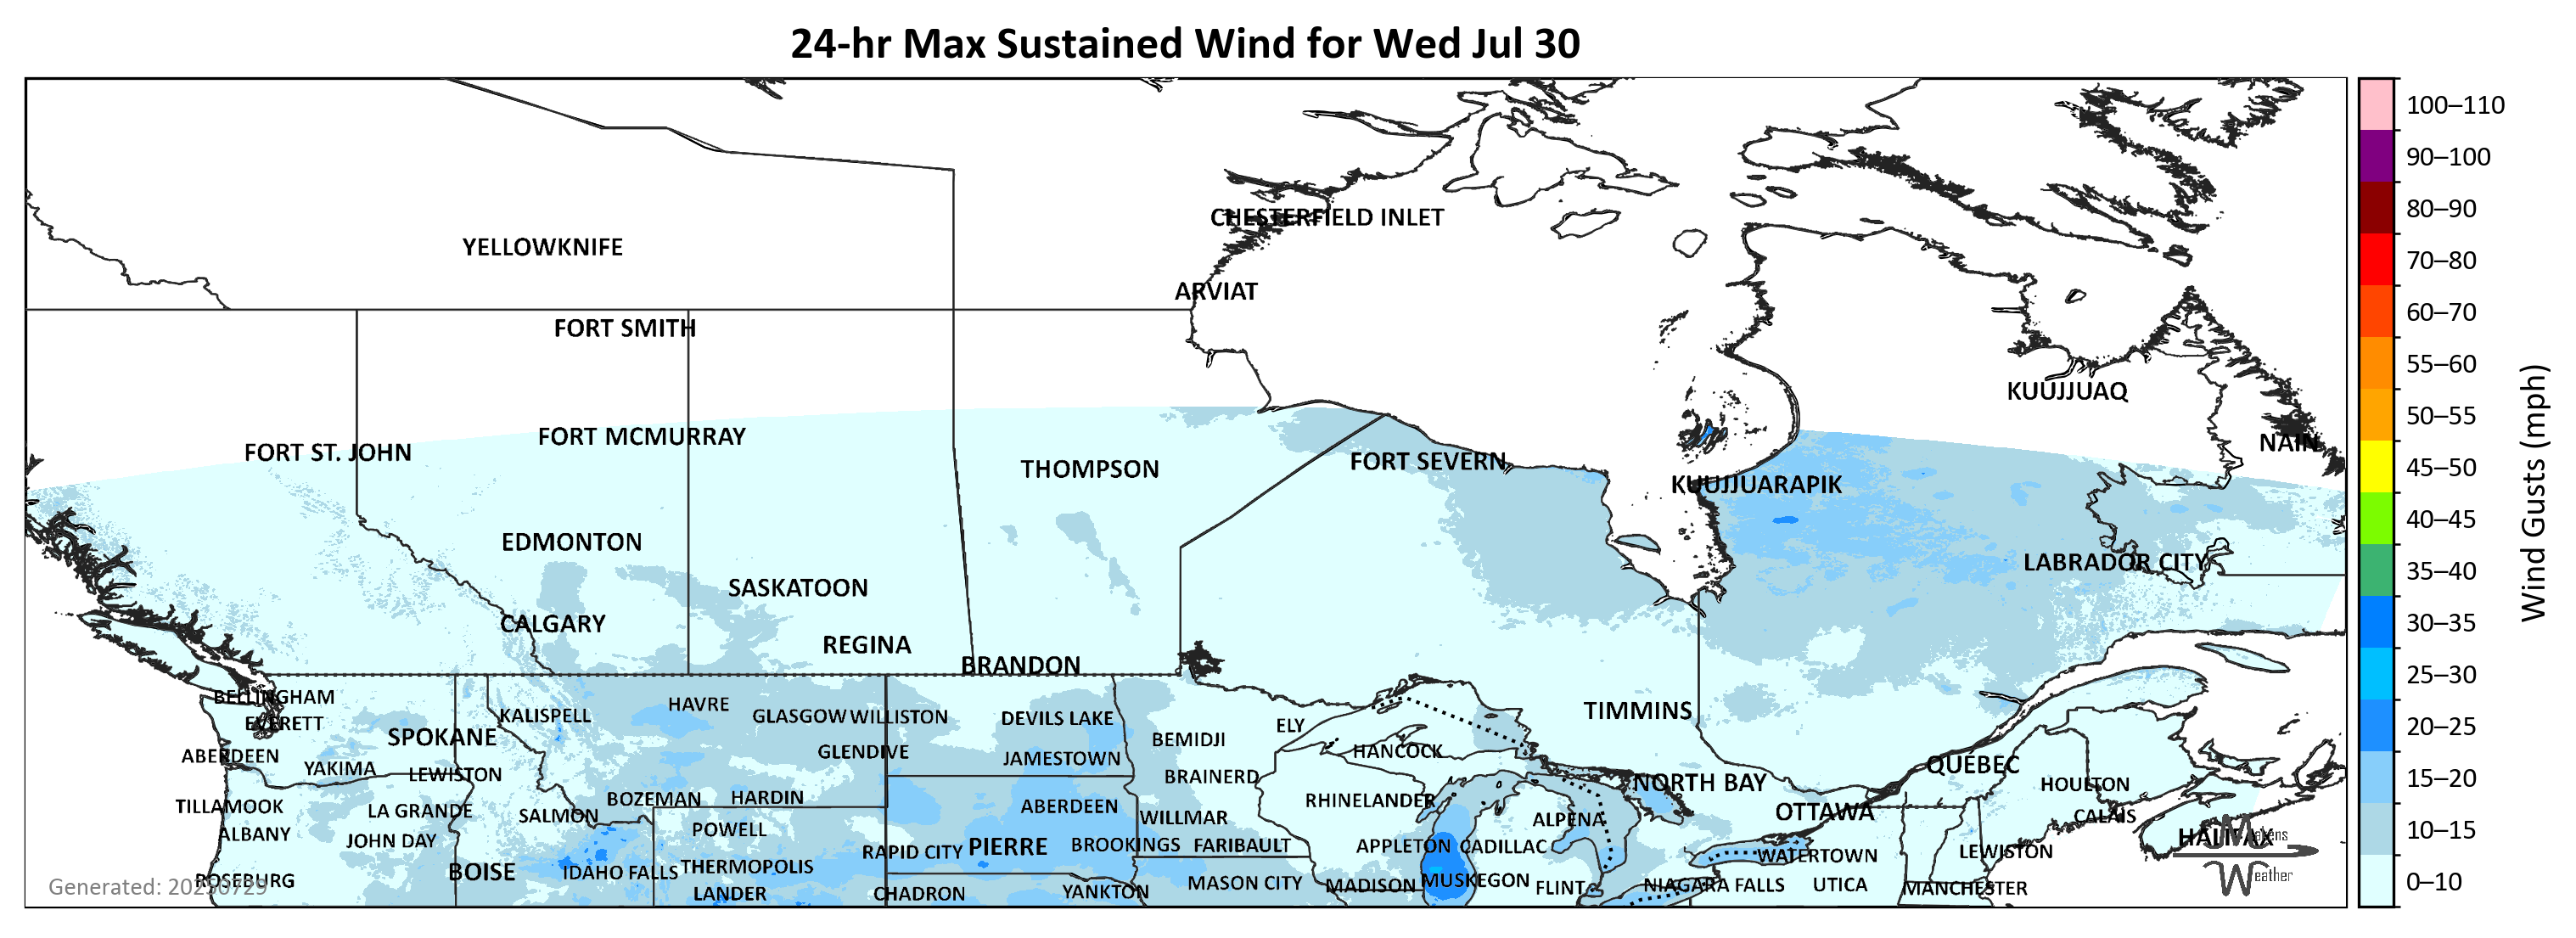 24-hr Max Sustained Wind for Wed Jul 30
100–110
90–100
80–90
70–80
60–70
55–60
50–55
45–50
40–45
35–40
30–35
25–30
20–25
15–20
10–15
0–10
Wind Gusts (mph)
CHESTERFIELD INLET
YELLOWKNIFE
ARVIAT
FORT SMITH
KUUJJUAQ
FORT MCMURRAY
NAIN
FORT ST. JOHN
FORT SEVERN
THOMPSON
KUUJJUARAPIK
EDMONTON
LABRADOR CITY
SASKATOON
CALGARY
REGINA
BRANDON
BELLINGHAM
HAVRE
TIMMINS
KALISPELL
GLASGOW
WILLISTON
DEVILS LAKE
EVERETT
ELY
SPOKANE
BEMIDJI
HANCOCK
GLENDIVE
ABERDEEN
JAMESTOWN
QUEBEC
YAKIMA
LEWISTON
BRAINERD
NORTH BAY
HOULTON
BOZEMAN
HARDIN
RHINELANDER
TILLAMOOK
LA GRANDE
ABERDEEN
OTTAWA
SALMON
WILLMAR
CALAIS
ALPENA
POWELL
ALBANY
HALIFAX
JOHN DAY
PIERRE
BROOKINGS
FARIBAULT
APPLETON
CADILLAC
RAPID CITY
LEWISTON
WATERTOWN
THERMOPOLIS
BOISE
IDAHO FALLS
ROSEBURG
MUSKEGON
MASON CITY
MADISON
NIAGARA FALLS
UTICA
FLINT
MANCHESTER
LANDER
CHADRON
YANKTON
Generated: 20250729
Makens
Weather